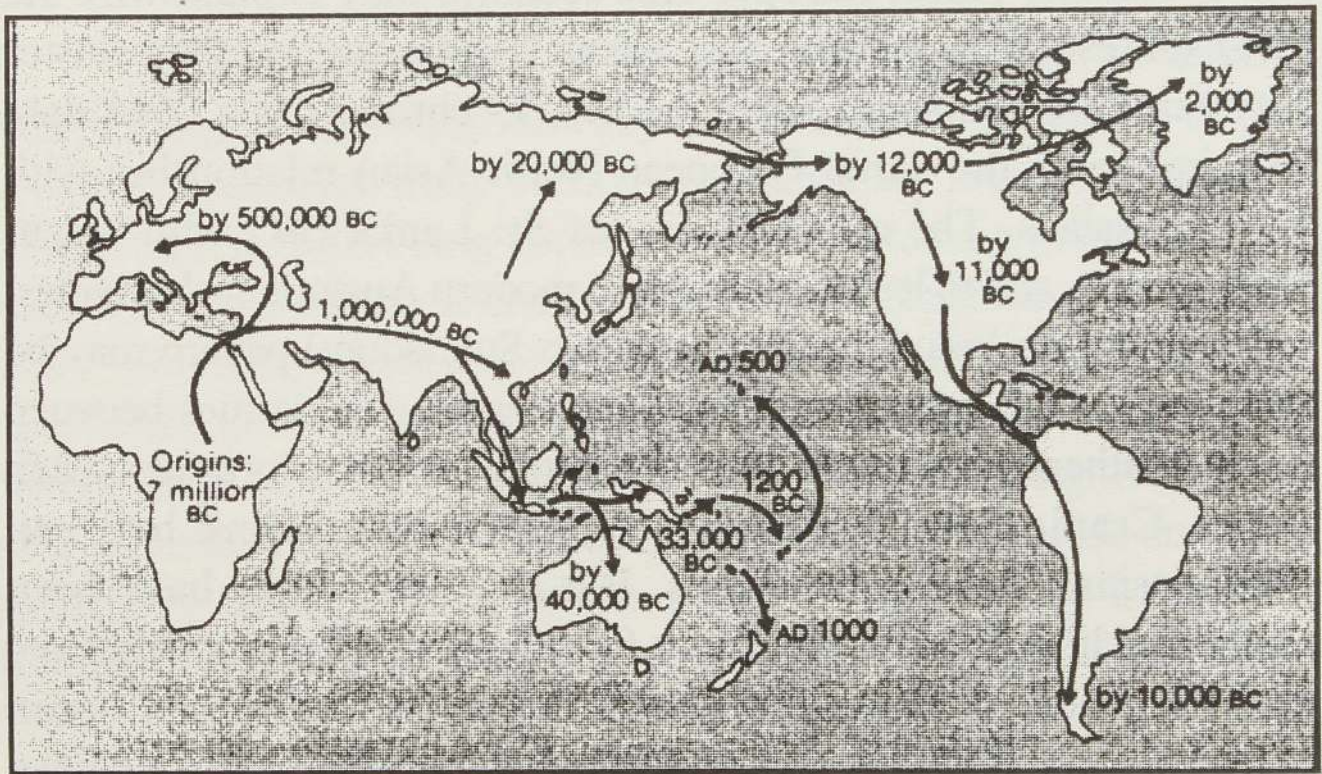 by
2,000
BC
by 20,000 BC
by 12,000
BC
by 500,000 BC
by
11,000
BC
1,000,000 BC
AD 500
Origins:
7 million
BC
1200
BC
33,000
BC
by
40,000 BC
AD 1000
by 10,000 BC